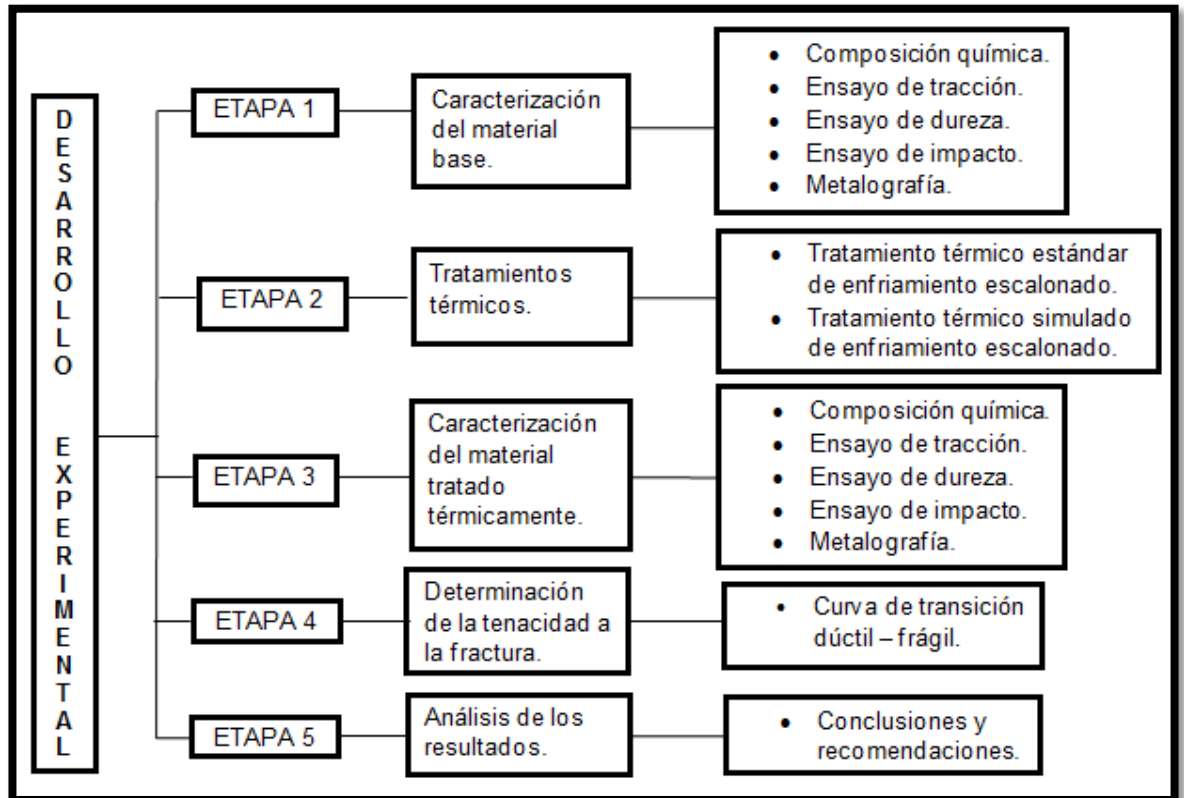 DESARROLLO EXPERIMENTAL
ETAPA 1
Caracterización
del material
base.
• Composición química.
• Ensayo de tracción.
• Ensayo de dureza.
• Ensayo de impacto.
• Metalografía.
ETAPA 2
Tratamientos
térmicos.
• Tratamiento térmico estándar
de enfriamiento escalonado.
• Tratamiento térmico simulado
de enfriamiento escalonado.
ETAPA 3
Caracterización
del material
tratado
térmicamente.
• Composición química.
• Ensayo de tracción.
• Ensayo de dureza.
• Ensayo de impacto.
• Metalografía.
ETAPA 4
Determinación
de la tenacidad a
la fractura.
• Curva de transición
dúctil – frágil.
ETAPA 5
Análisis de los
resultados.
• Conclusiones y
recomendaciones.